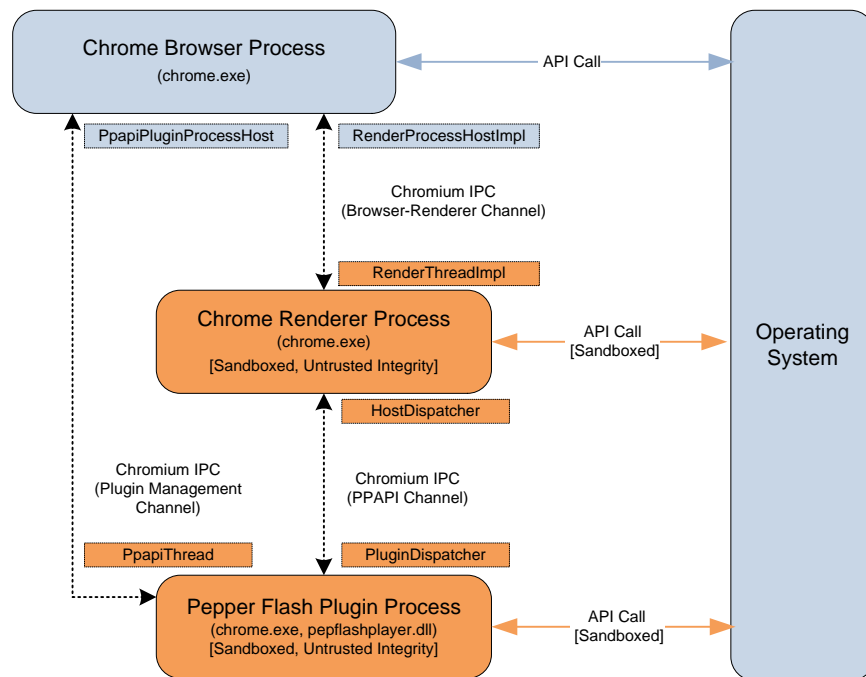 Chrome Browser Process
(chrome.exe)
API Call
PpapiPluginProcessHost
RenderProcessHostImpl
Chromium IPC
(Browser-Renderer Channel)
RenderThreadImpl
Chrome Renderer Process
(chrome.exe)
[Sandboxed, Untrusted Integrity]
API Call
[Sandboxed]
Operating
System
HostDispatcher
Chromium IPC
(Plugin Management
Channel)
Chromium IPC
(PPAPI Channel)
PpapiThread
PluginDispatcher
Pepper Flash Plugin Process
(chrome.exe, pepflashplayer.dll)
[Sandboxed, Untrusted Integrity]
API Call
[Sandboxed]